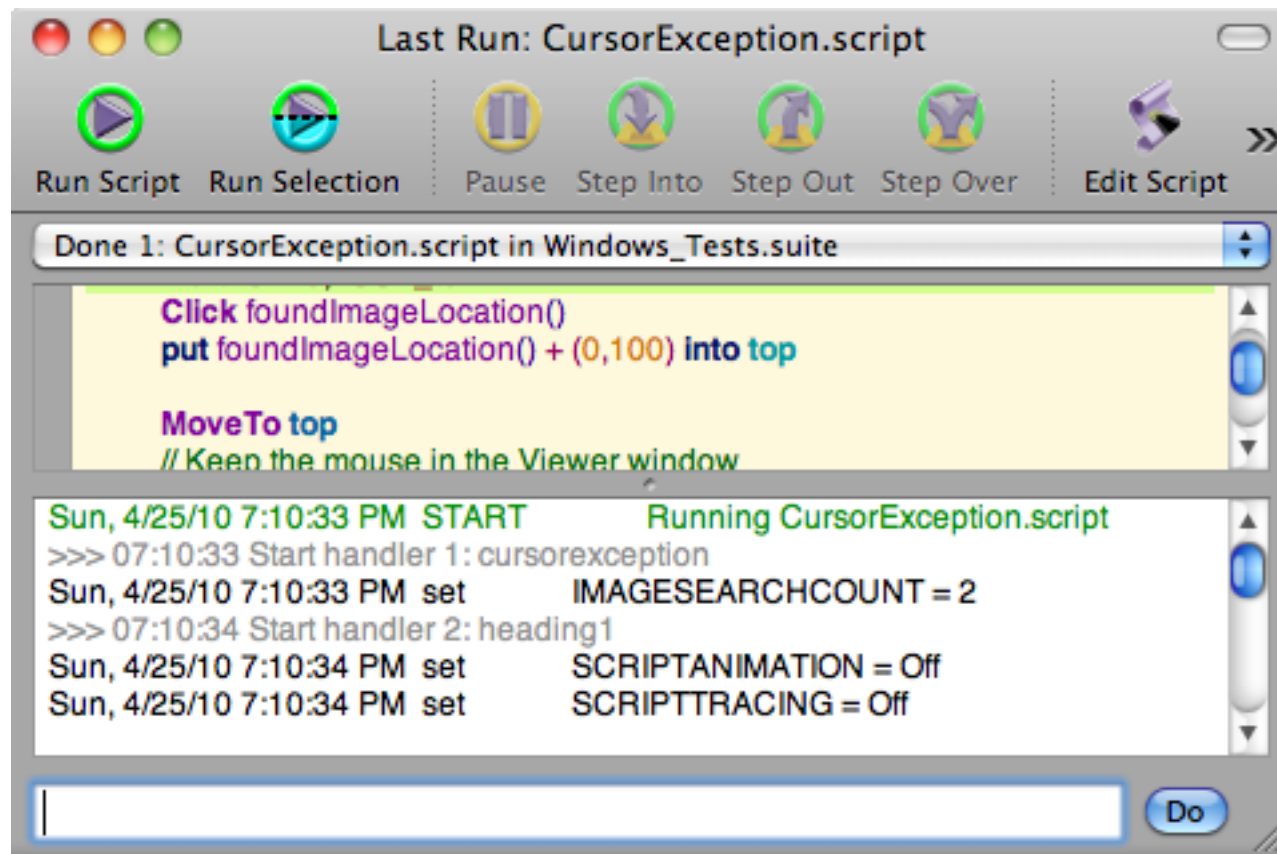 Last Run: CursorException.script
Run Script Run Selection Pause Step Into Step Out Step Over Edit Script
Done 1: CursorException.script in Windows_Tests.suite
Click foundImageLocation()
put foundImageLocation() + (0,100) into top
MoveTo top
// Keep the mouse in the Viewer window
Sun, 4/25/10 7:10:33 PM START Running CursorException.script
>>> 07:10:33 Start handler 1: cursorexception
Sun, 4/25/10 7:10:33 PM set IMAGESEARCHCOUNT = 2
>>> 07:10:34 Start handler 2: heading1
Sun, 4/25/10 7:10:34 PM set SCRIPTANIMATION = Off
Sun, 4/25/10 7:10:34 PM set SCRIPTTRACING = Off
Do